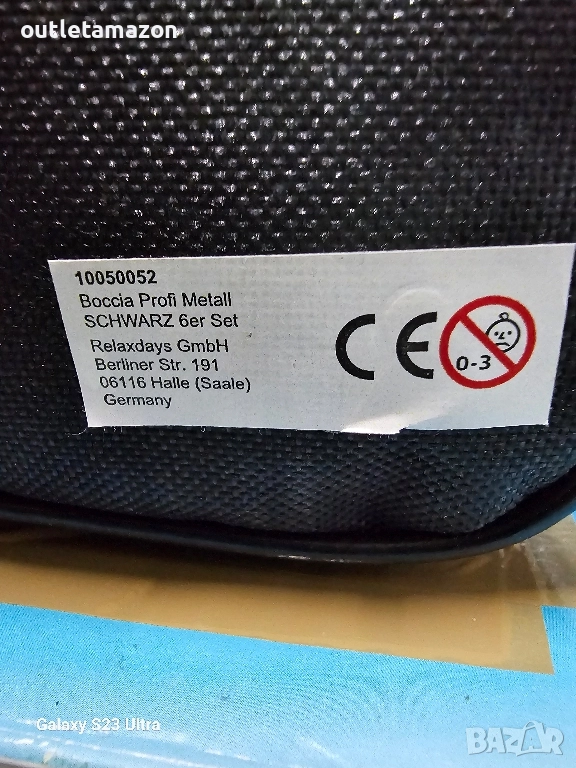 outletamazon
10050052
Boccia Profi Metall
SCHWARZ 6er Set
Relaxdays GmbH
Berliner Str. 191
06116 Halle (Saale)
Germany
CE
0-3
Galaxy S23 Ultra
BAZAR